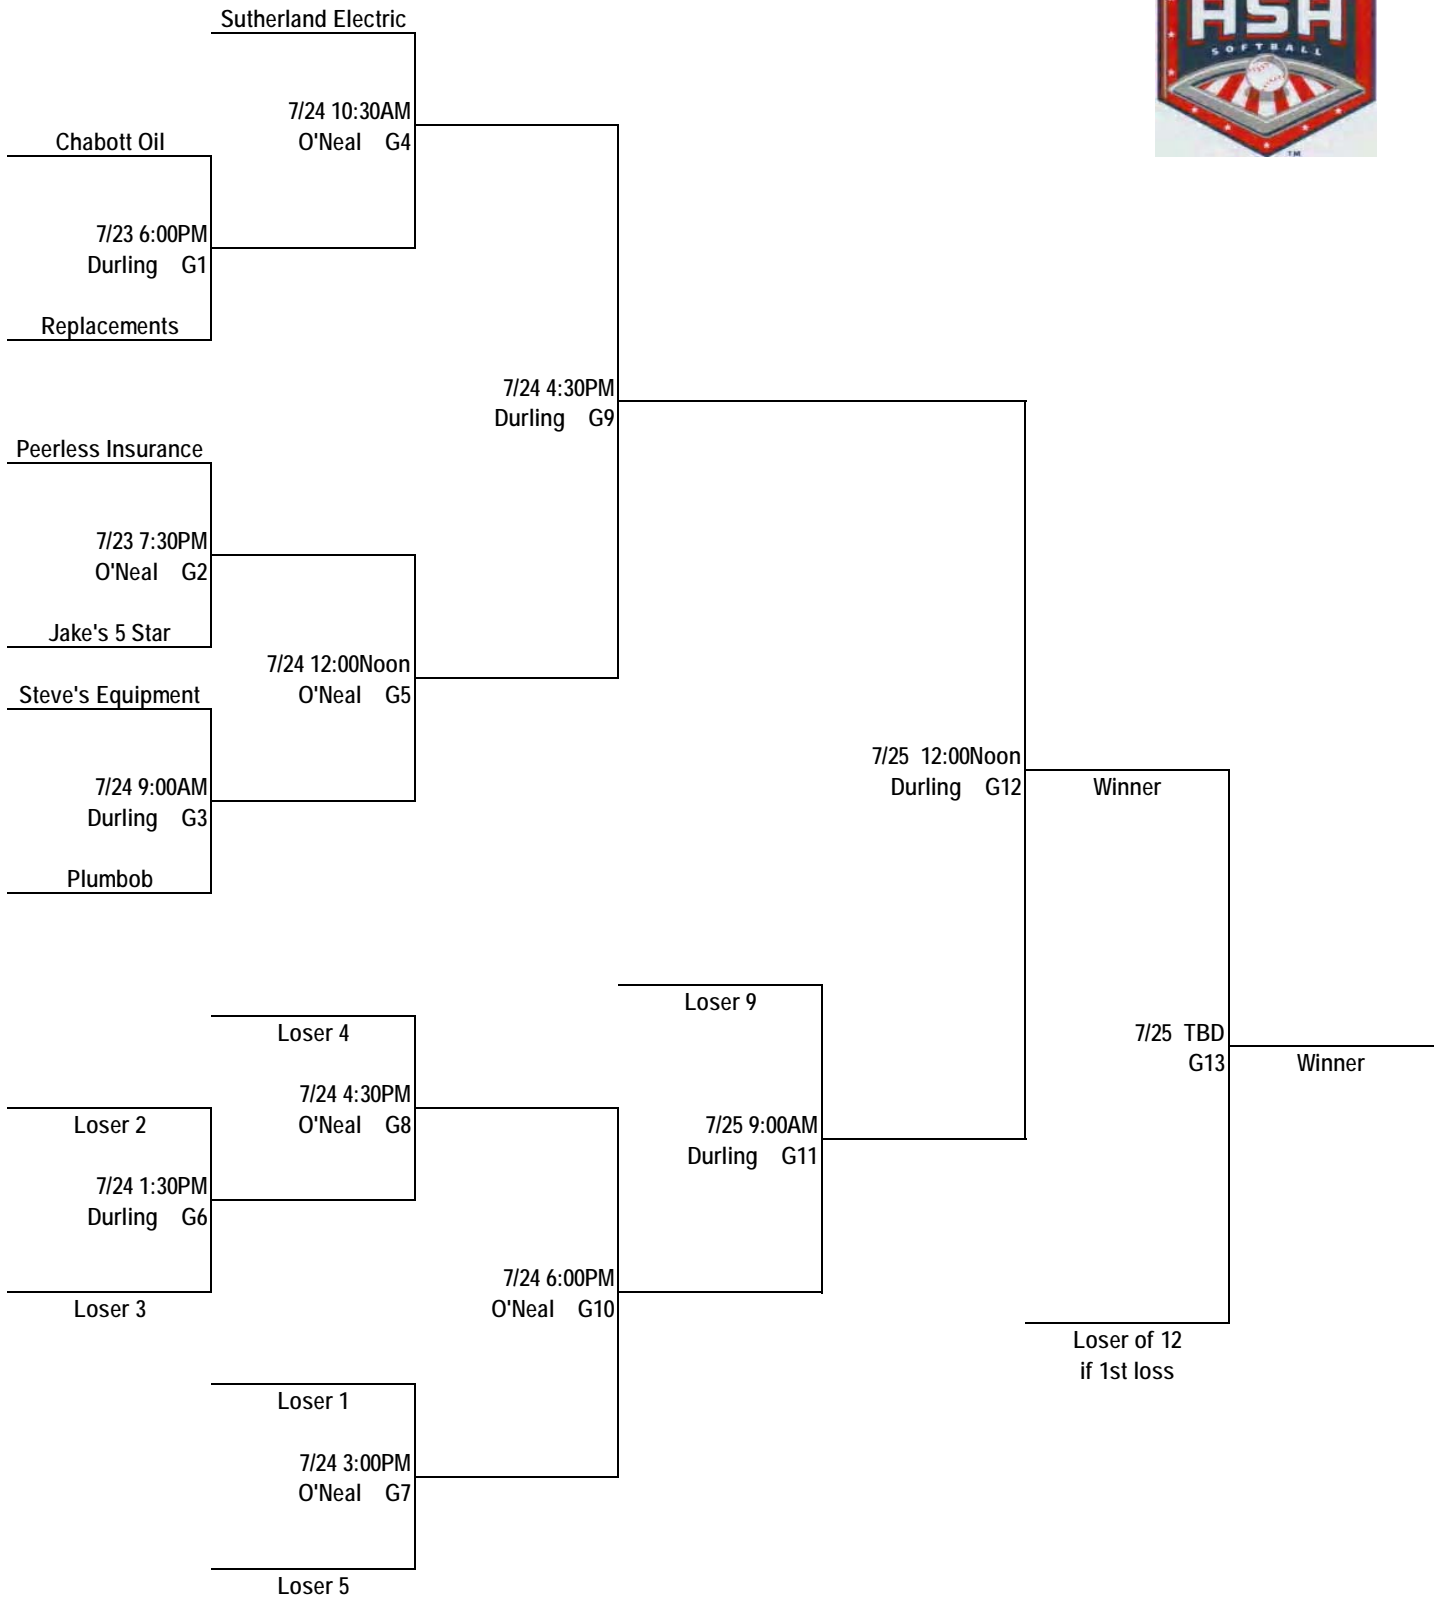 Sutherland Electric
ASA
SOFTBALL
TM
7/24 10:30AM
O'Neal G4
Chabott Oil
7/23 6:00PM
Durling G1
Replacements
7/24 4:30PM
Durling G9
Peerless Insurance
7/23 7:30PM
O'Neal G2
Jake's 5 Star
7/24 12:00Noon
O'Neal G5
Steve's Equipment
7/24 9:00AM
Durling G3
Plumbob
7/25 12:00Noon
Durling G12
Winner
Loser 9
Loser 4
7/25 TBD
G13
Winner
7/24 4:30PM
O'Neal G8
Loser 2
7/25 9:00AM
Durling G11
7/24 1:30PM
Durling G6
7/24 6:00PM
O'Neal G10
Loser 3
Loser of 12
if 1st loss
Loser 1
7/24 3:00PM
O'Neal G7
Loser 5